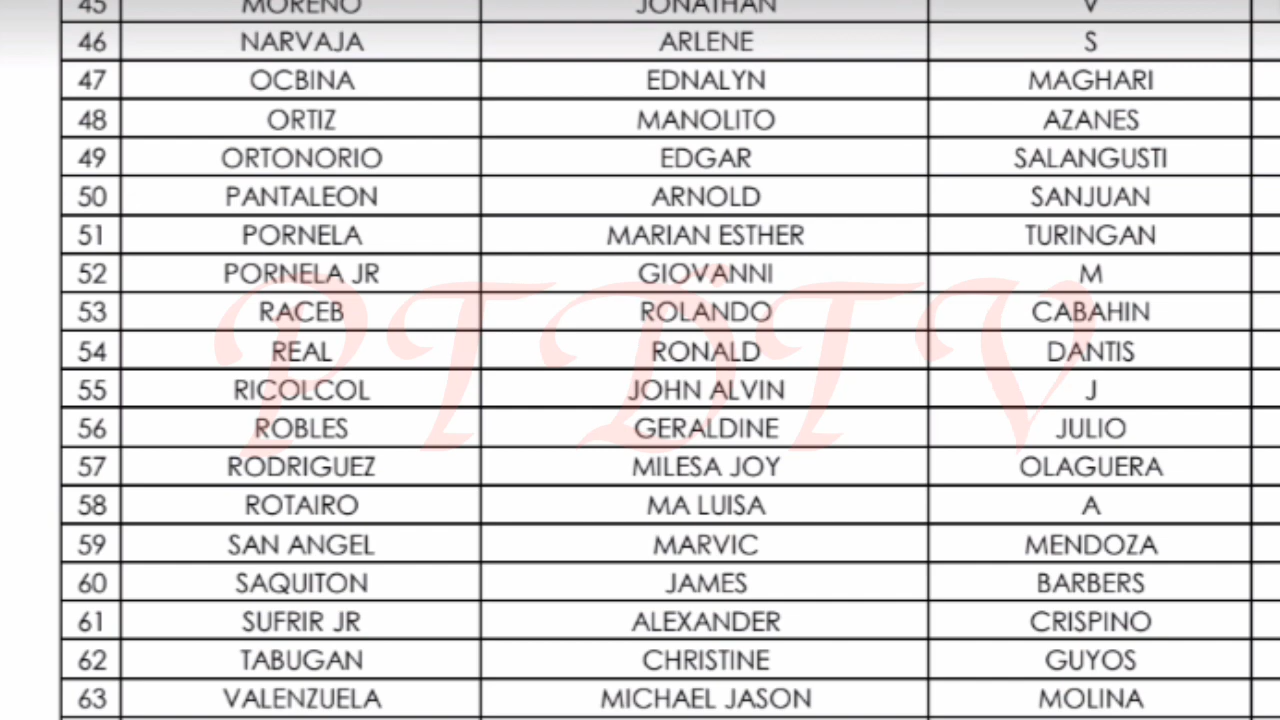 45 MORENO JONATHAN V
46 NARVAJA ARLENE S
47 OCBINA EDNALYN MAGHARI
48 ORTIZ MANOLITO AZANES
49 ORTONORIO EDGAR SALANGUSTI
50 PANTALEON ARNOLD SANJUAN
51 PORNELA MARIAN ESTHER TURINGAN
52 PORNELA JR GIOVANNI M
53 RACEB ROLANDO CABAHIN
PTDTV
54 REAL RONALD DANTIS
55 RICOLCOL JOHN ALVIN J
56 ROBLES GERALDINE JULIO
57 RODRIGUEZ MILESA JOY OLAGUERA
58 ROTAIRO MA LUISA A
59 SAN ANGEL MARVIC MENDOZA
60 SAQUITON JAMES BARBERS
61 SUFRIR JR ALEXANDER CRISPINO
62 TABUGAN CHRISTINE GUYOS
63 VALENZUELA MICHAEL JASON MOLINA